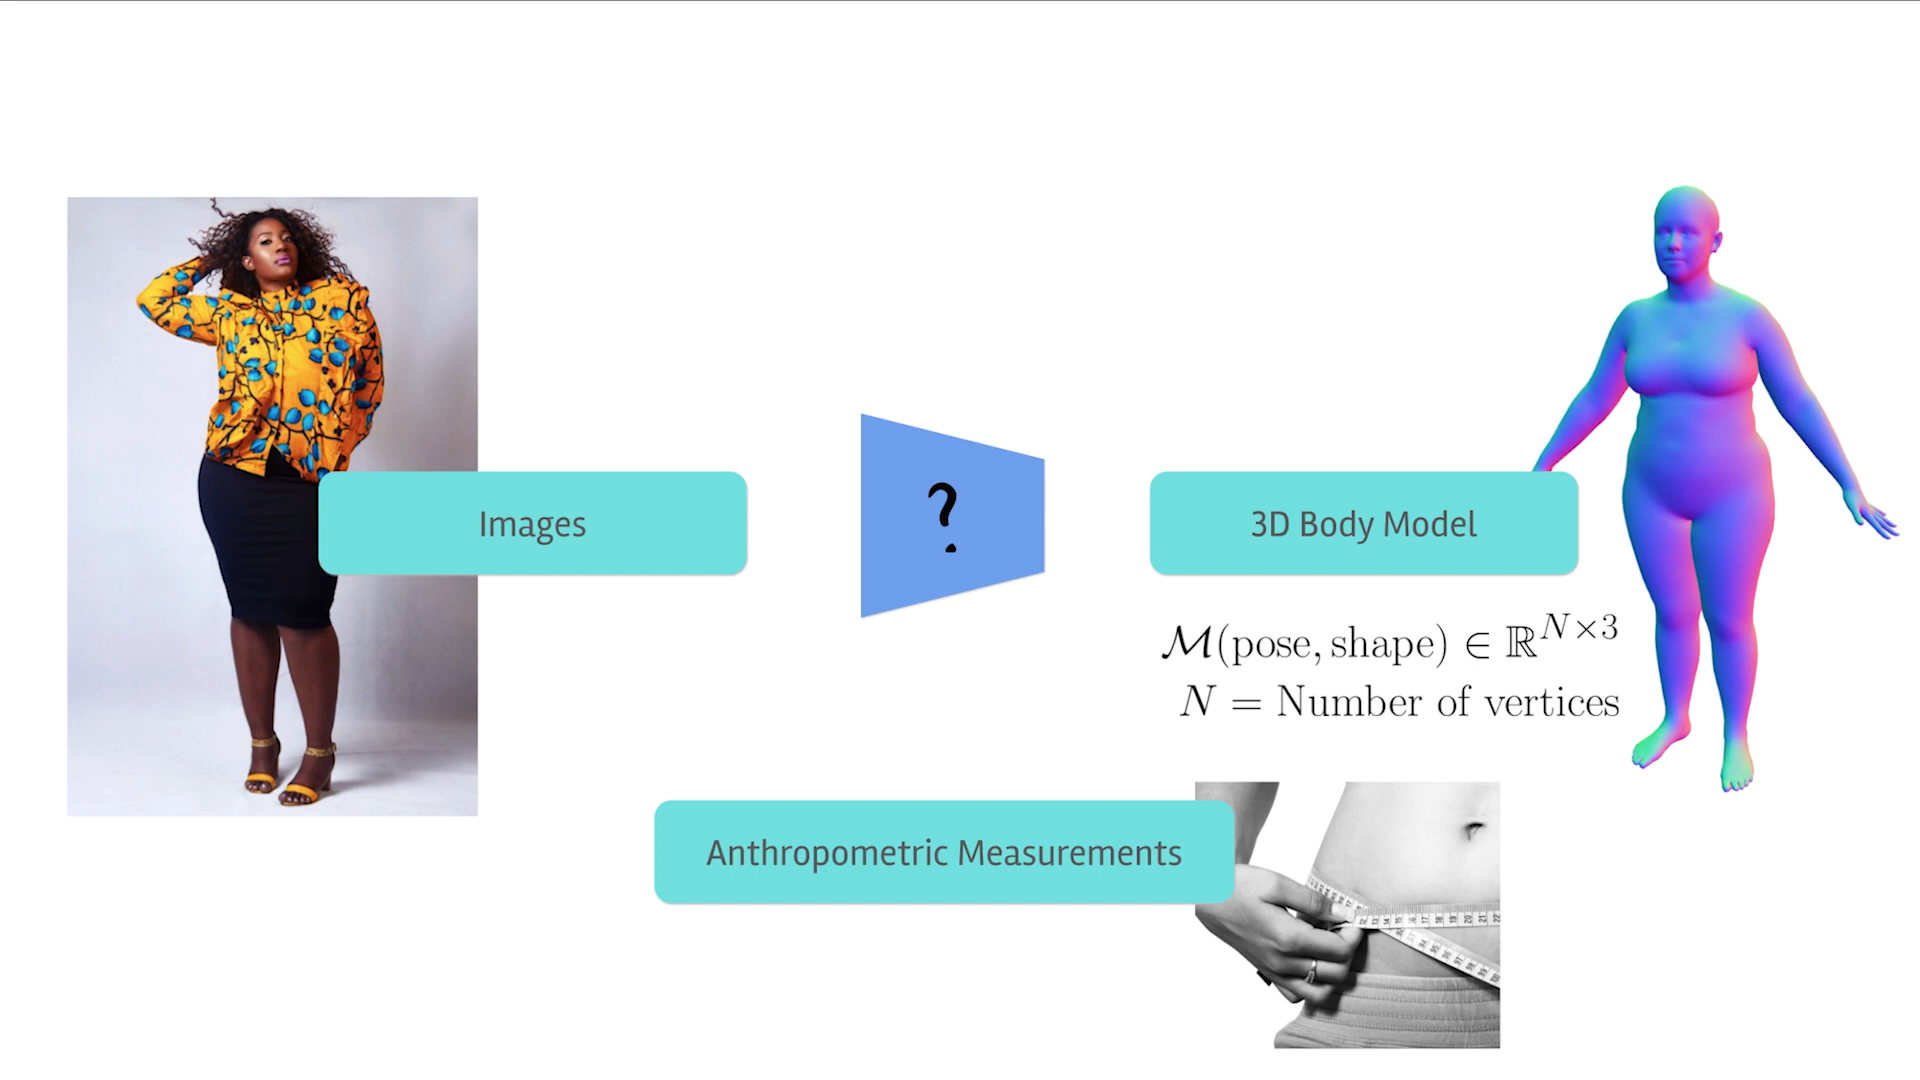 Images
?
3D Body Model
ℳ(pose, shape) ∈ ℝ^{N×3}
N = Number of vertices
Anthropometric Measurements